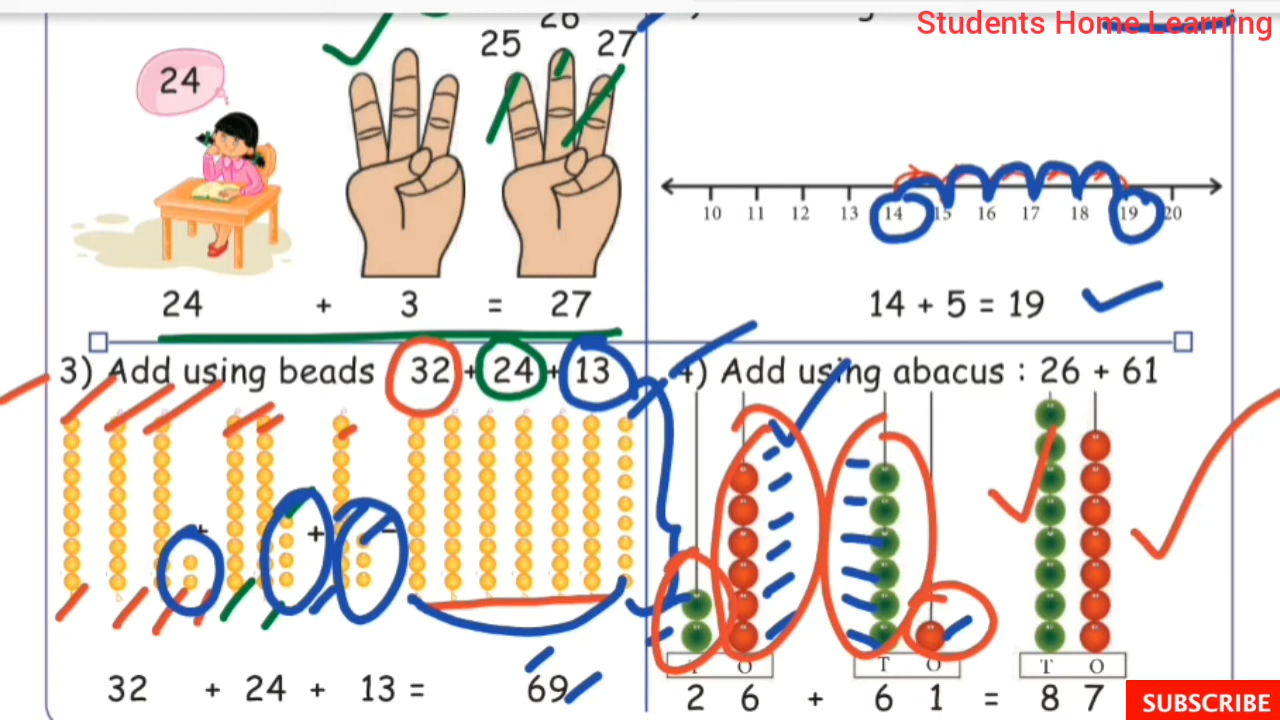 Students Home Learning
26
25 27
24
10 11 12 13 14 15 16 17 18 19 20
24 + 3 = 27
14 + 5 = 19
3) Add using beads 32 + 24 + 13
4) Add using abacus : 26 + 61
+ + =
T O T O T O
32 + 24 + 13 = 69
2 6 + 6 1 = 8 7
SUBSCRIBE